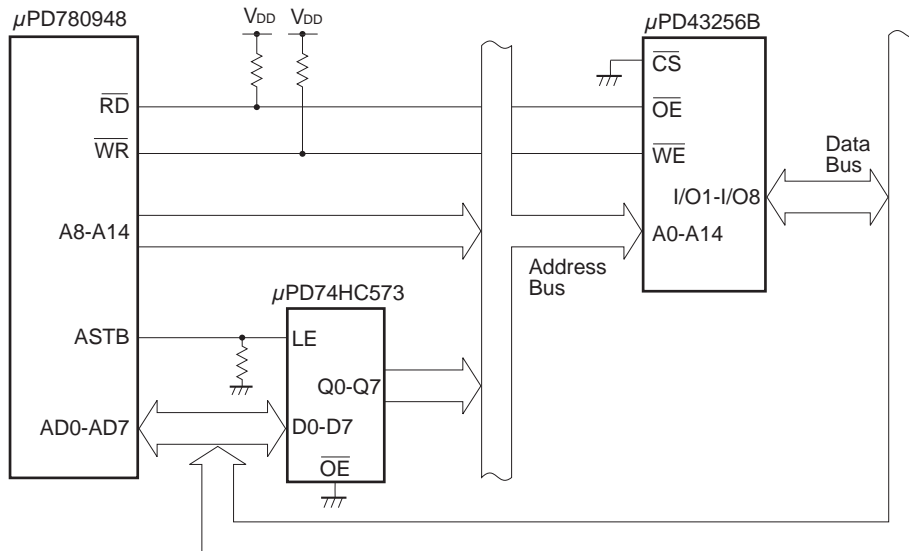 µPD780948
VDD
VDD
µPD43256B
CS
RD
OE
WR
WE
Data
Bus
I/O1-I/O8
A8-A14
A0-A14
Address
Bus
µPD74HC573
ASTB
LE
Q0-Q7
AD0-AD7
D0-D7
OE